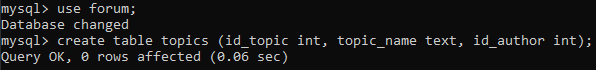 mysql> use forum;
Database changed
mysql> create table topics (id_topic int, topic_name text, id_author int);
Query OK, 0 rows affected (0.06 sec)